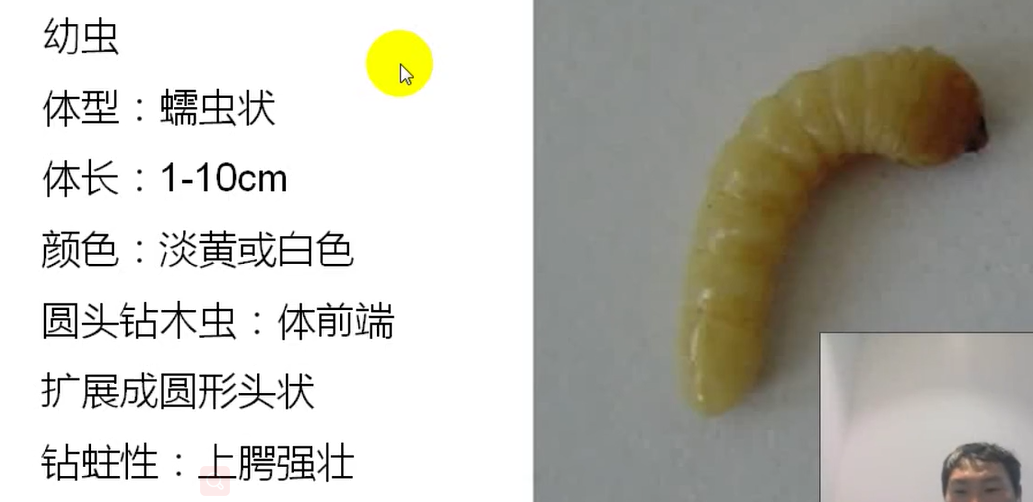 幼虫
体型：蠕虫状
体长：1-10cm
颜色：淡黄或白色
圆头钻木虫：体前端
扩展成圆形头状
钻蛀性：上腭强壮